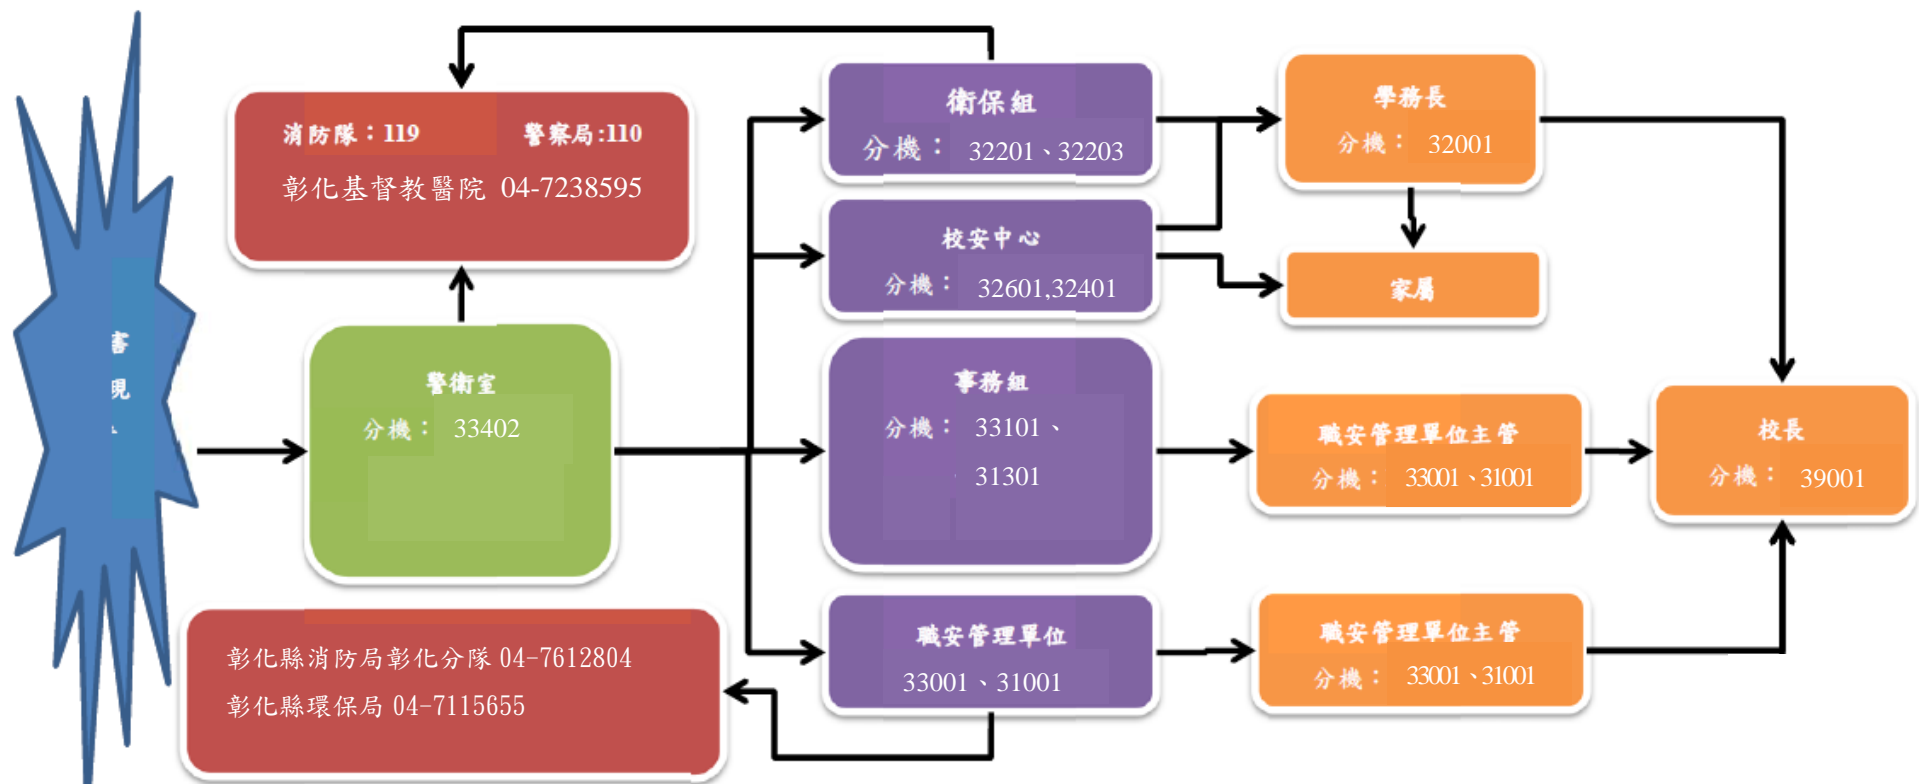 害
現
消防隊：119 警察局:110
彰化基督教醫院 04-7238595
警衛室
分機： 33402
彰化縣消防局彰化分隊 04-7612804
彰化縣環保局 04-7115655
衛保組
分機： 32201、32203
校安中心
分機： 32601,32401
事務組
分機： 33101、
31301
職安管理單位
33001、31001
學務長
分機： 32001
家屬
職安管理單位主管
分機： 33001、31001
職安管理單位主管
分機： 33001、31001
校長
分機： 39001